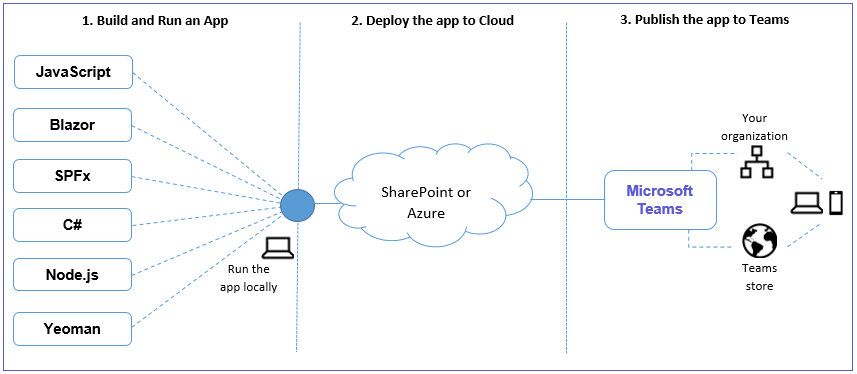 1. Build and Run an App
2. Deploy the app to Cloud
3. Publish the app to Teams
JavaScript
Blazor
SPFx
C#
Node.js
Yeoman
Run the
app locally
SharePoint or
Azure
Microsoft
Teams
Your
organization
Teams
store